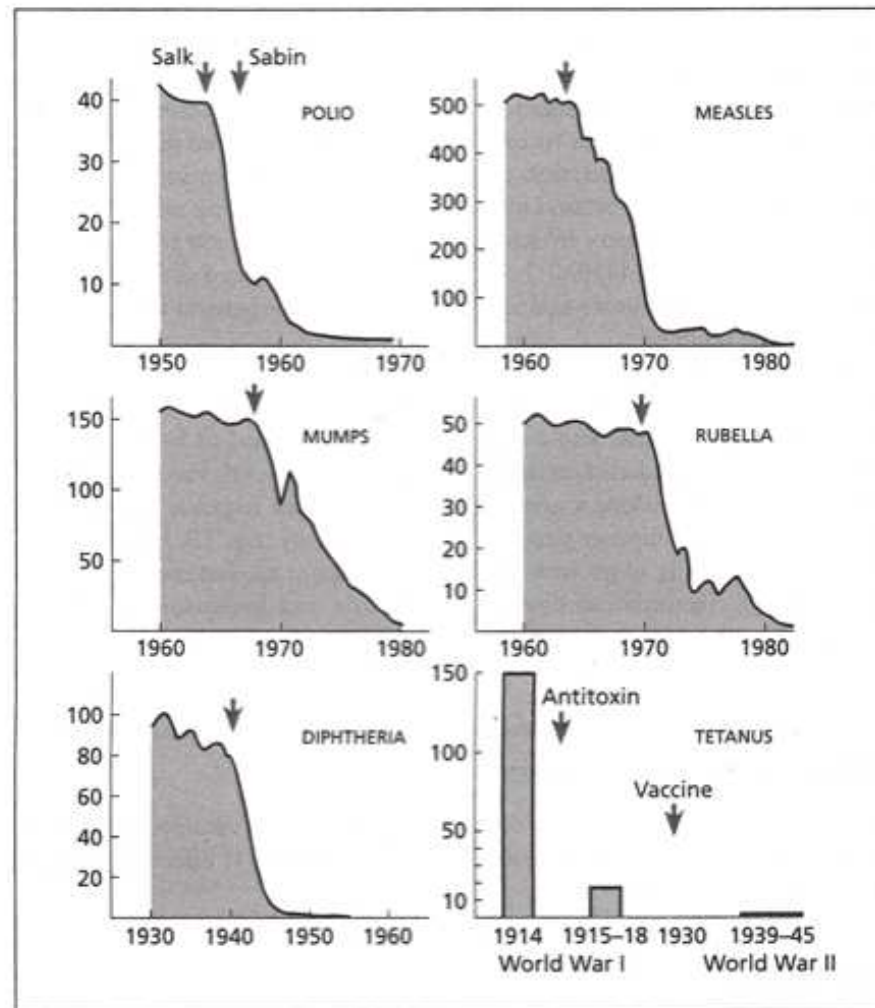 Salk Sabin
POLIO
40
30
20
10
1950 1960 1970
MEASLES
500
400
300
200
100
1960 1970 1980
MUMPS
150
100
50
1960 1970 1980
RUBELLA
50
40
30
20
10
1960 1970 1980
DIPHTHERIA
100
80
60
40
20
1930 1940 1950 1960
150
Antitoxin
TETANUS
100
Vaccine
50
10
1914 1915–18 1930 1939–45
World War I World War II